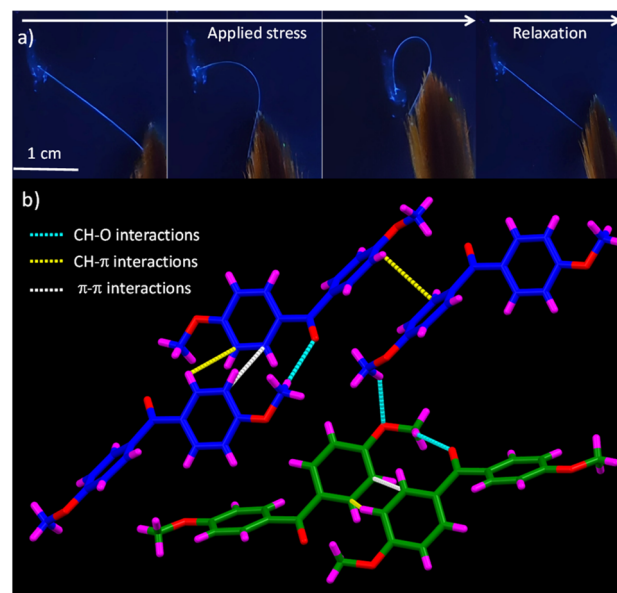 a)
Applied stress
Relaxation
1 cm
b)
CH-O interactions
CH-π interactions
π-π interactions